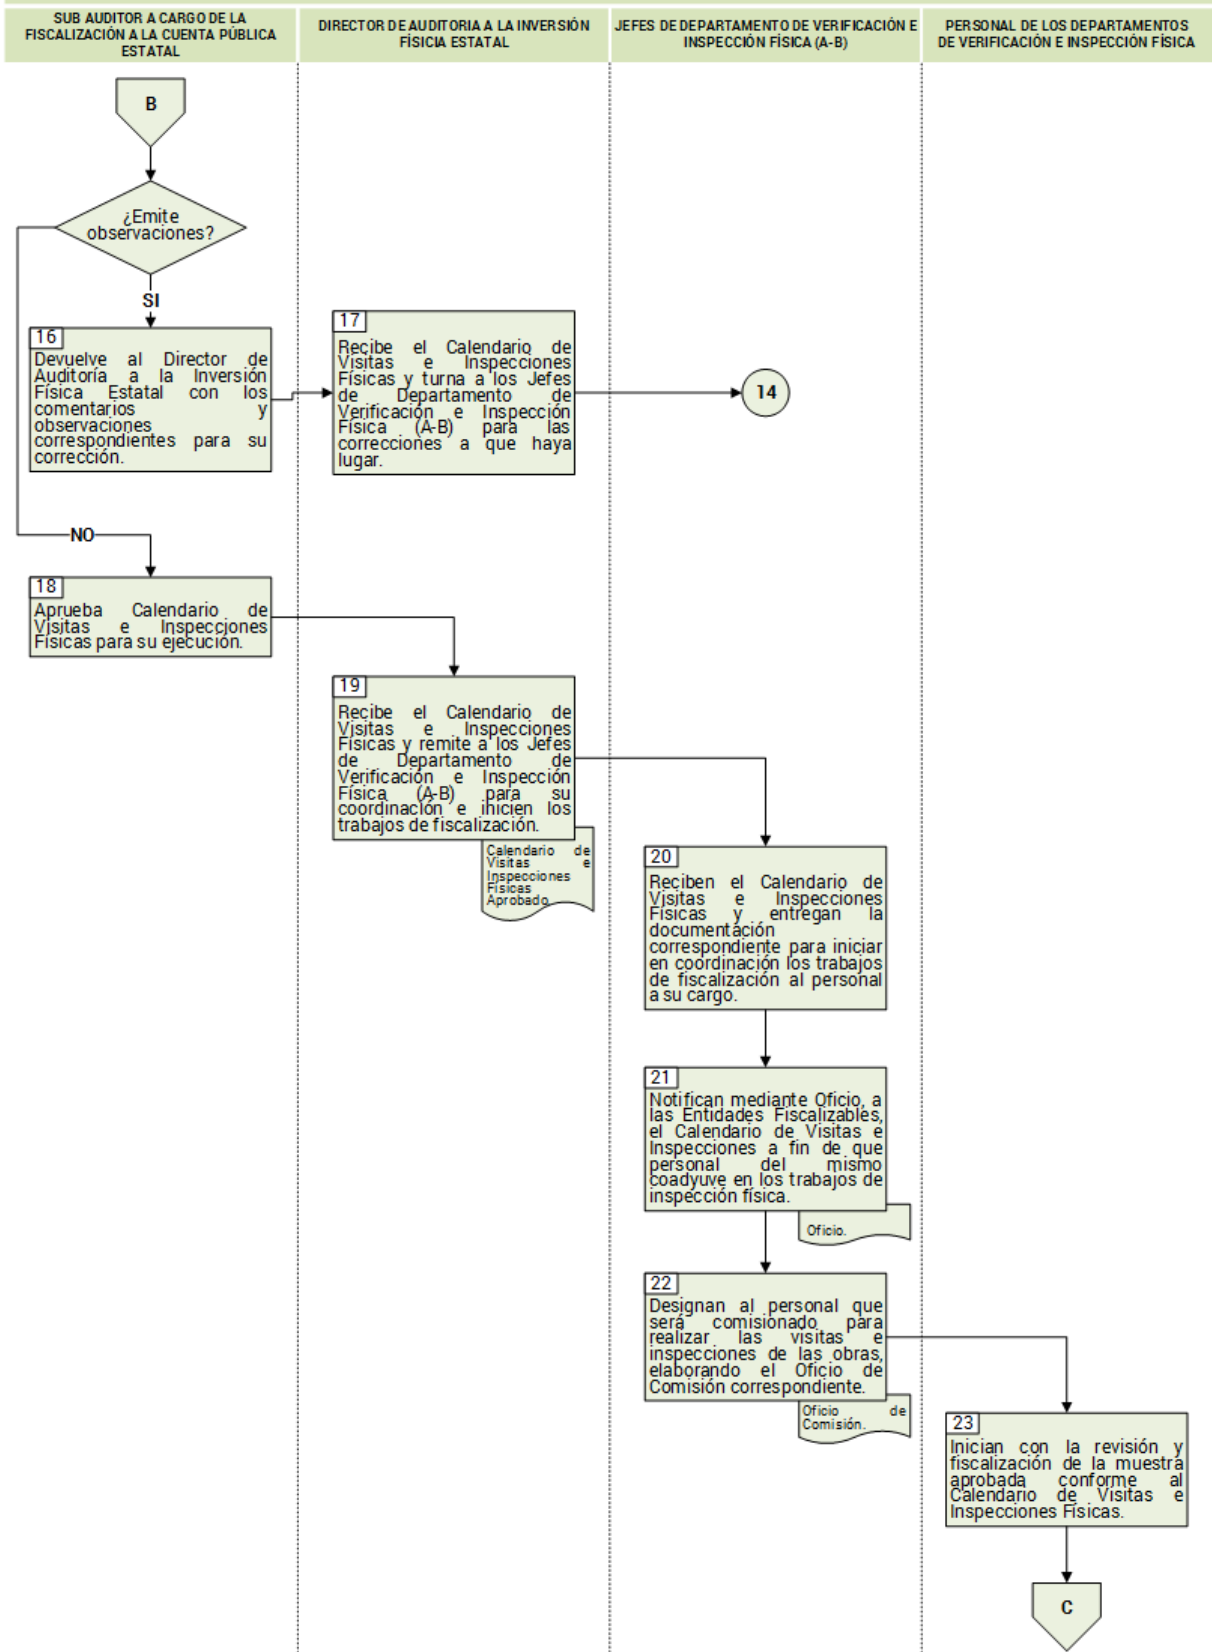 SUB AUDITOR A CARGO DE LA
FISCALIZACIÓN A LA CUENTA PÚBLICA
ESTATAL
DIRECTOR DE AUDITORIA A LA INVERSIÓN
FÍSICIA ESTATAL
JEFES DE DEPARTAMENTO DE VERIFICACIÓN E
INSPECCIÓN FÍSICA (A-B)
PERSONAL DE LOS DEPARTAMENTOS
DE VERIFICACIÓN E INSPECCIÓN FÍSICA
B
¿Emite
observaciones?
SI
16
Devuelve al Director de
Auditoría a la Inversión
Física Estatal con los
comentarios y
observaciones
correspondientes para su
corrección.
17
Recibe el Calendario de
Visitas e Inspecciones
Físicas y turna a los Jefes
de Departamento de
Verificación e Inspección
Física (A-B) para las
correcciones a que haya
lugar.
14
NO
18
Aprueba Calendario de
Visitas e Inspecciones
Físicas para su ejecución.
19
Recibe el Calendario de
Visitas e Inspecciones
Físicas y remite a los Jefes
de Departamento de
Verificación e Inspección
Física (A-B) para su
coordinación e inicien los
trabajos de fiscalización.
Calendario de
Visitas e
Inspecciones
Físicas
Aprobado.
20
Reciben el Calendario de
Visitas e Inspecciones
Físicas y entregan la
documentación
correspondiente para iniciar
en coordinación los trabajos
de fiscalización al personal
a su cargo.
21
Notifican mediante Oficio, a
las Entidades Fiscalizables,
el Calendario de Visitas e
Inspecciones a fin de que
personal del mismo
coadyuve en los trabajos de
inspección física.
Oficio.
22
Designan al personal que
será comisionado para
realizar las visitas e
inspecciones de las obras,
elaborando el Oficio de
Comisión correspondiente.
Oficio de
Comisión.
23
Inician con la revisión y
fiscalización de la muestra
aprobada conforme al
Calendario de Visitas e
Inspecciones Físicas.
C